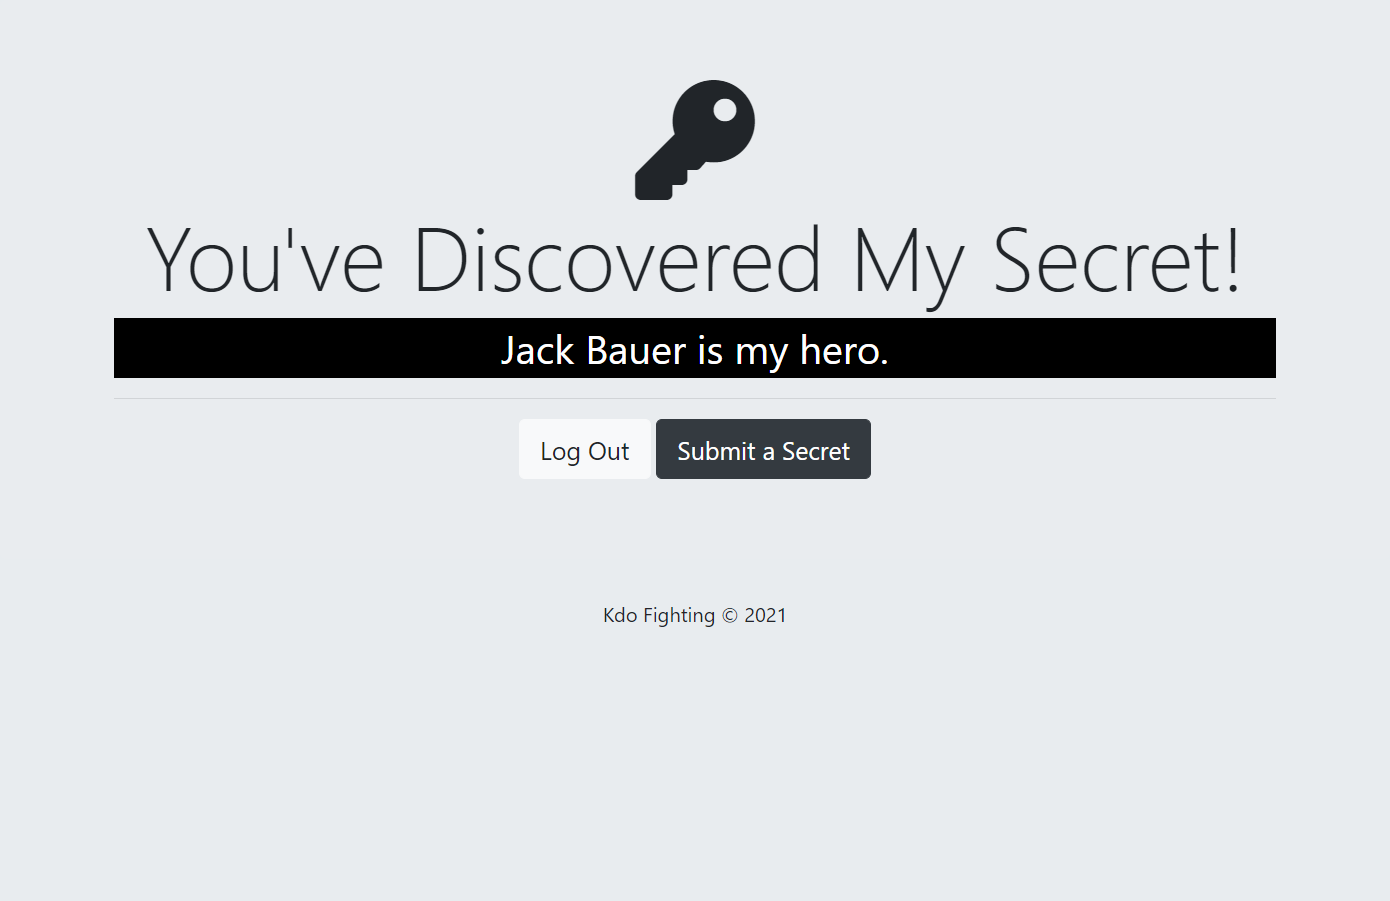 You've Discovered My Secret!
Jack Bauer is my hero.
Log Out
Submit a Secret
Kdo Fighting © 2021